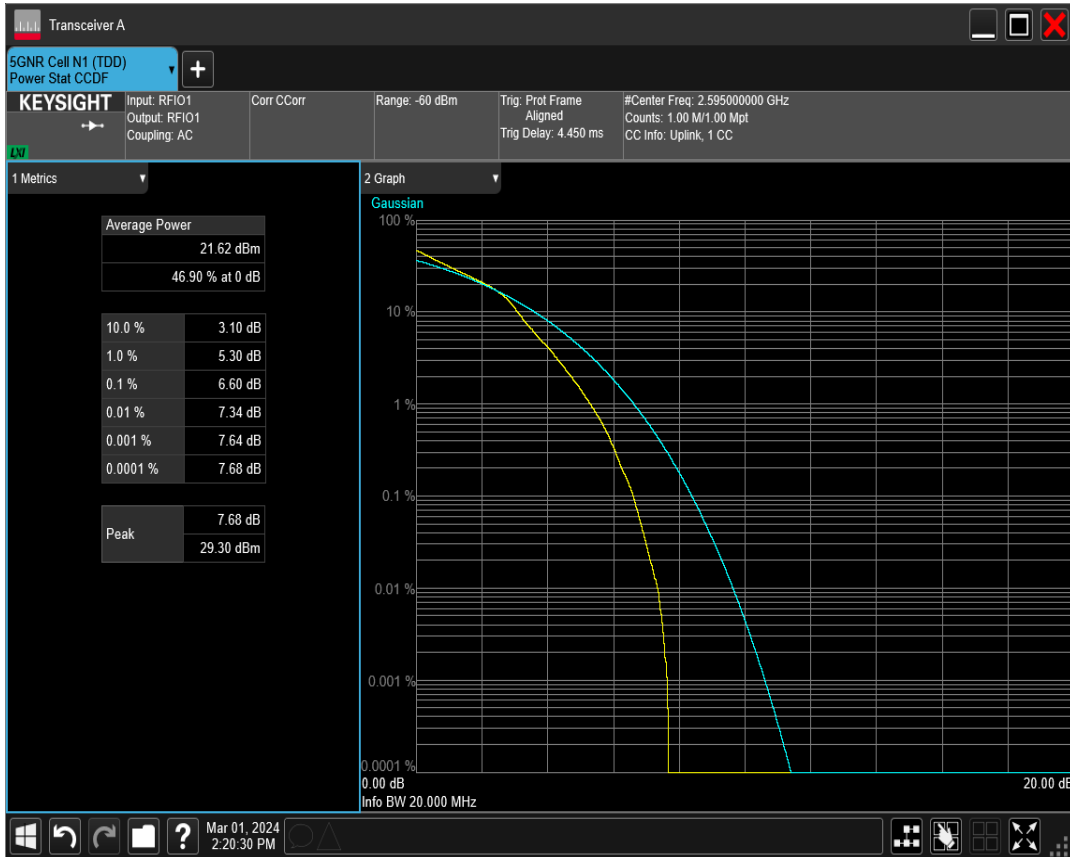 Transceiver A
5GNR Cell N1 (TDD)
Power Stat CCDF
+
KEYSIGHT
LXI
Input: RFIO1
Output: RFIO1
Coupling: AC
Corr CCorr
Range: -60 dBm
Trig: Prot Frame
Aligned
Trig Delay: 4.450 ms
#Center Freq: 2.595000000 GHz
Counts: 1.00 M/1.00 Mpt
CC Info: Uplink, 1 CC
1 Metrics
Average Power
21.62 dBm
46.90 % at 0 dB
10.0 % 3.10 dB
1.0 % 5.30 dB
0.1 % 6.60 dB
0.01 % 7.34 dB
0.001 % 7.64 dB
0.0001 % 7.68 dB
Peak
7.68 dB
29.30 dBm
2 Graph
Gaussian
100 %
10 %
1 %
0.1 %
0.01 %
0.001 %
0.0001 %
0.00 dB 20.00 dB
Info BW 20.000 MHz
?
Mar 01, 2024
2:20:30 PM